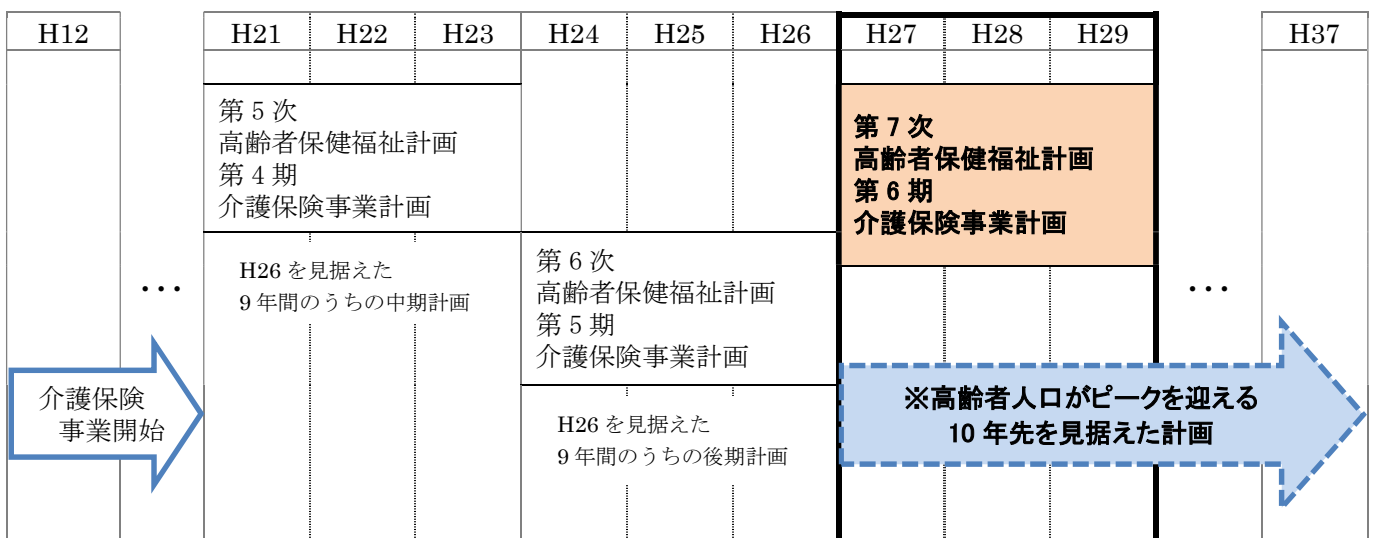 H12
H21
H22
H23
H24
H25
H26
H27
H28
H29
H37
第 5 次
高齢者保健福祉計画
第 4 期
介護保険事業計画
第 7 次
高齢者保健福祉計画
第 6 期
介護保険事業計画
H26 を見据えた
9 年間のうちの中期計画
第 6 次
高齢者保健福祉計画
第 5 期
介護保険事業計画
…
…
介護保険
事業開始
H26 を見据えた
9 年間のうちの後期計画
※高齢者人口がピークを迎える
10 年先を見据えた計画